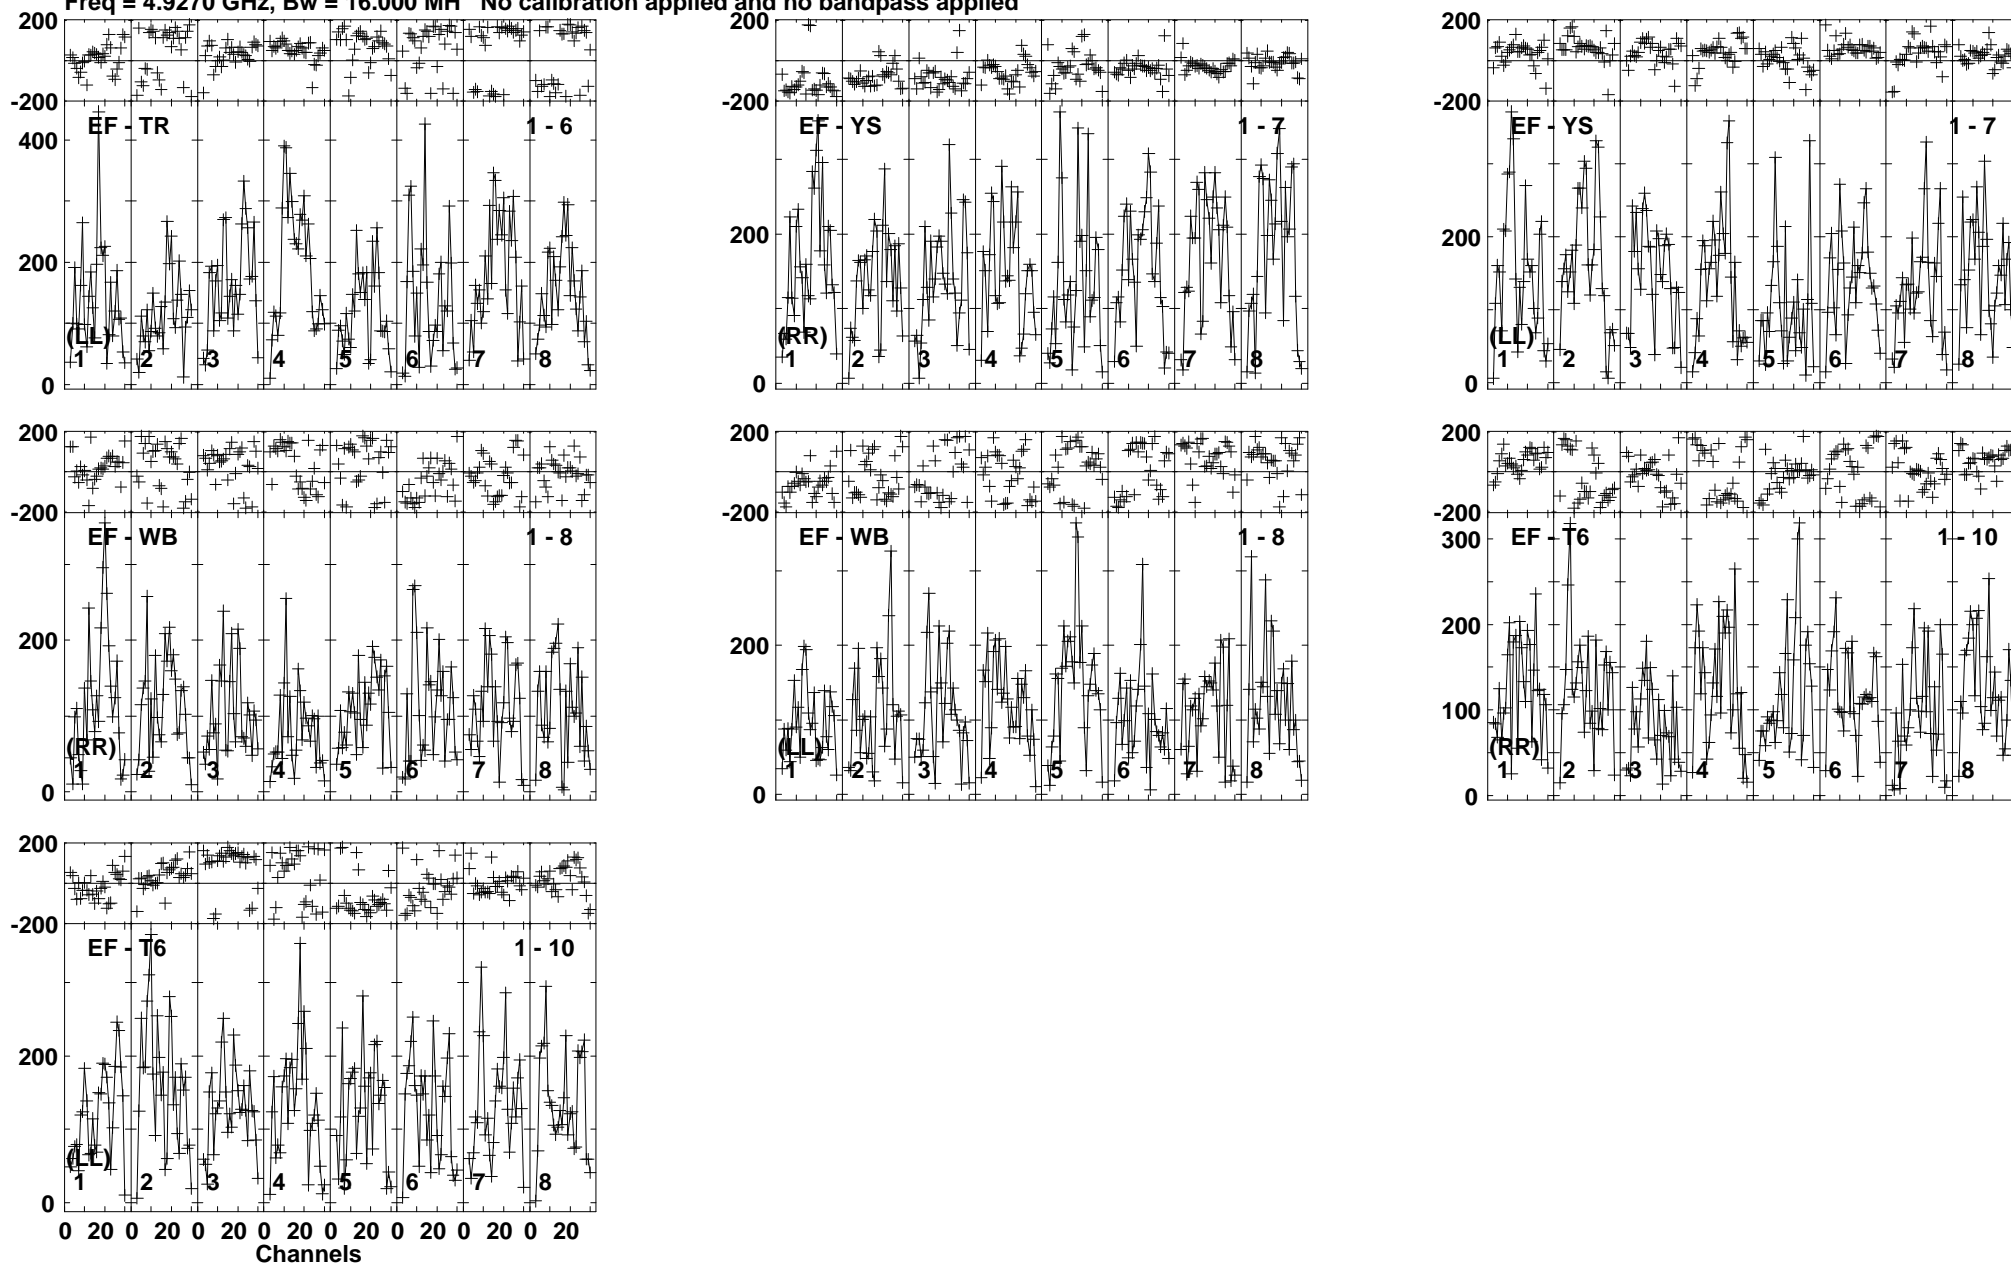 Freq = 4.9270 GHz, Bw = 16.000 MH No calibration applied and no bandpass applied
200
-200
EF - TR 1 - 6
400
200
0
(LL)
1 2 3 4 5 6 7 8
200
-200
EF - YS 1 - 7
200
0
(RR)
1 2 3 4 5 6 7 8
200
-200
EF - YS 1 - 7
200
0
(LL)
1 2 3 4 5 6 7 8
200
-200
EF - WB 1 - 8
200
0
(RR)
1 2 3 4 5 6 7 8
200
-200
EF - WB 1 - 8
200
0
(LL)
1 2 3 4 5 6 7 8
200
-200
EF - T6 1 - 10
300
200
100
0
(RR)
1 2 3 4 5 6 7 8
200
-200
EF - T6 1 - 10
200
0
(LL)
1 2 3 4 5 6 7 8
0 20 0 20 0 20 0 20 0 20 0 20 0 20 0 20
Channels